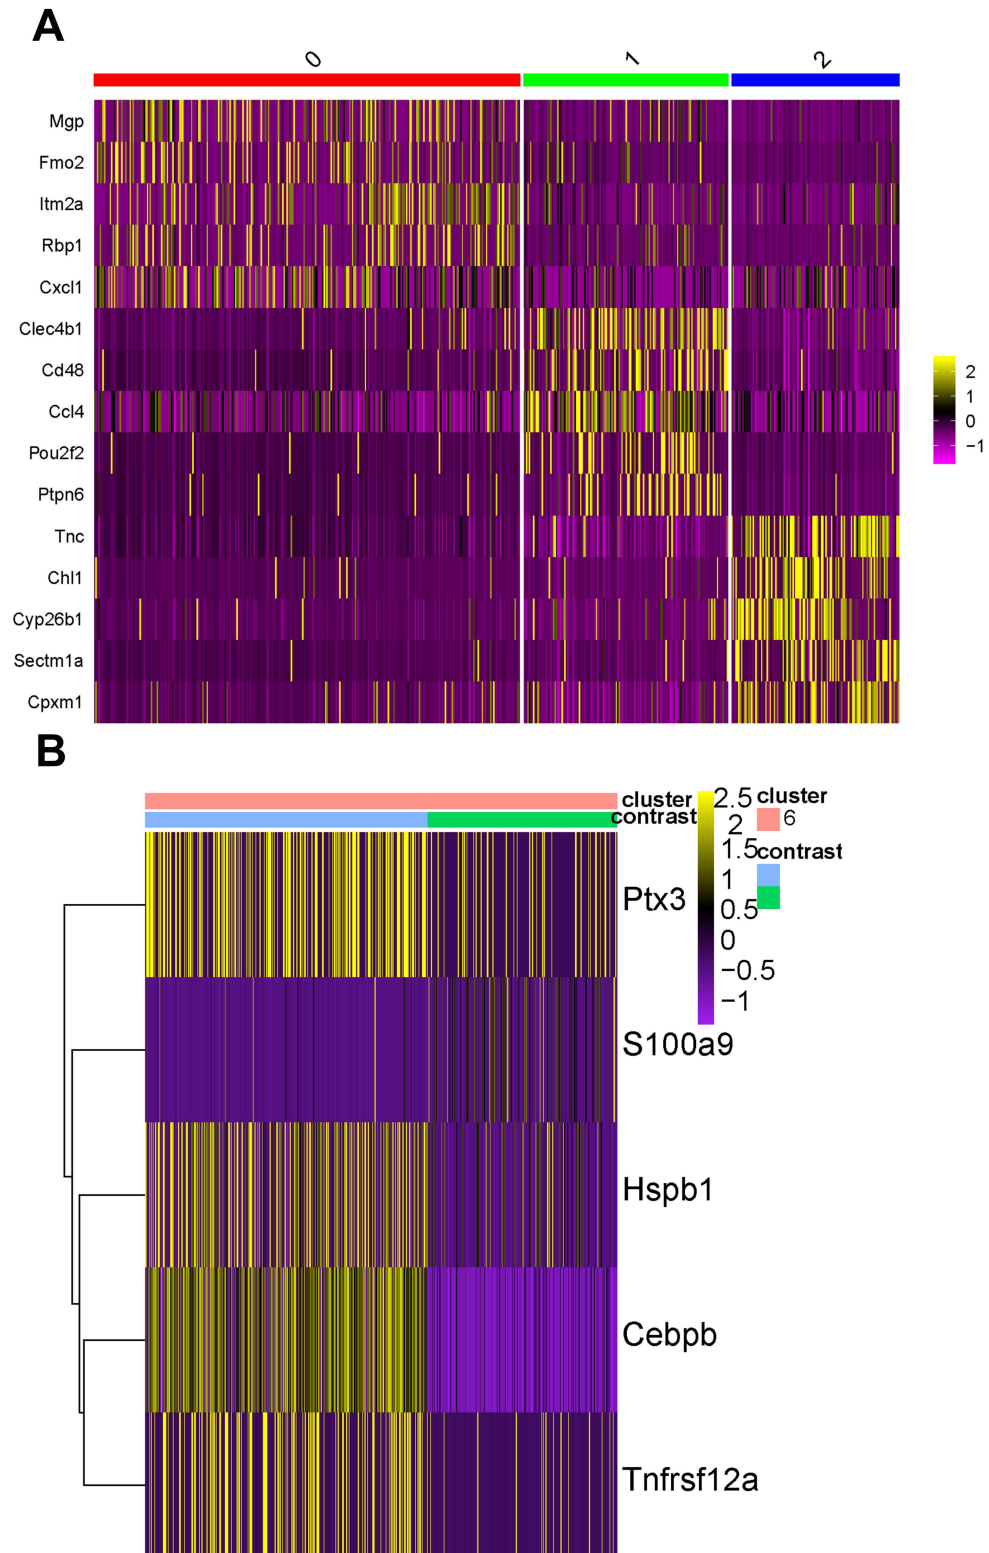 A
0 1 2
Mgp
Fmo2
Itm2a
Rbp1
Cxcl1
Clec4b1
Cd48
Ccl4
Pou2f2
Ptpn6
Tnc
Chl1
Cyp26b1
Sectm1a
Cpxm1
2
1
0
−1
B
cluster
contrast
Ptx3
S100a9
Hspb1
Cebpb
Tnfrsf12a
2.5
2
1.5
1
0.5
0
−0.5
−1
cluster
6
contrast